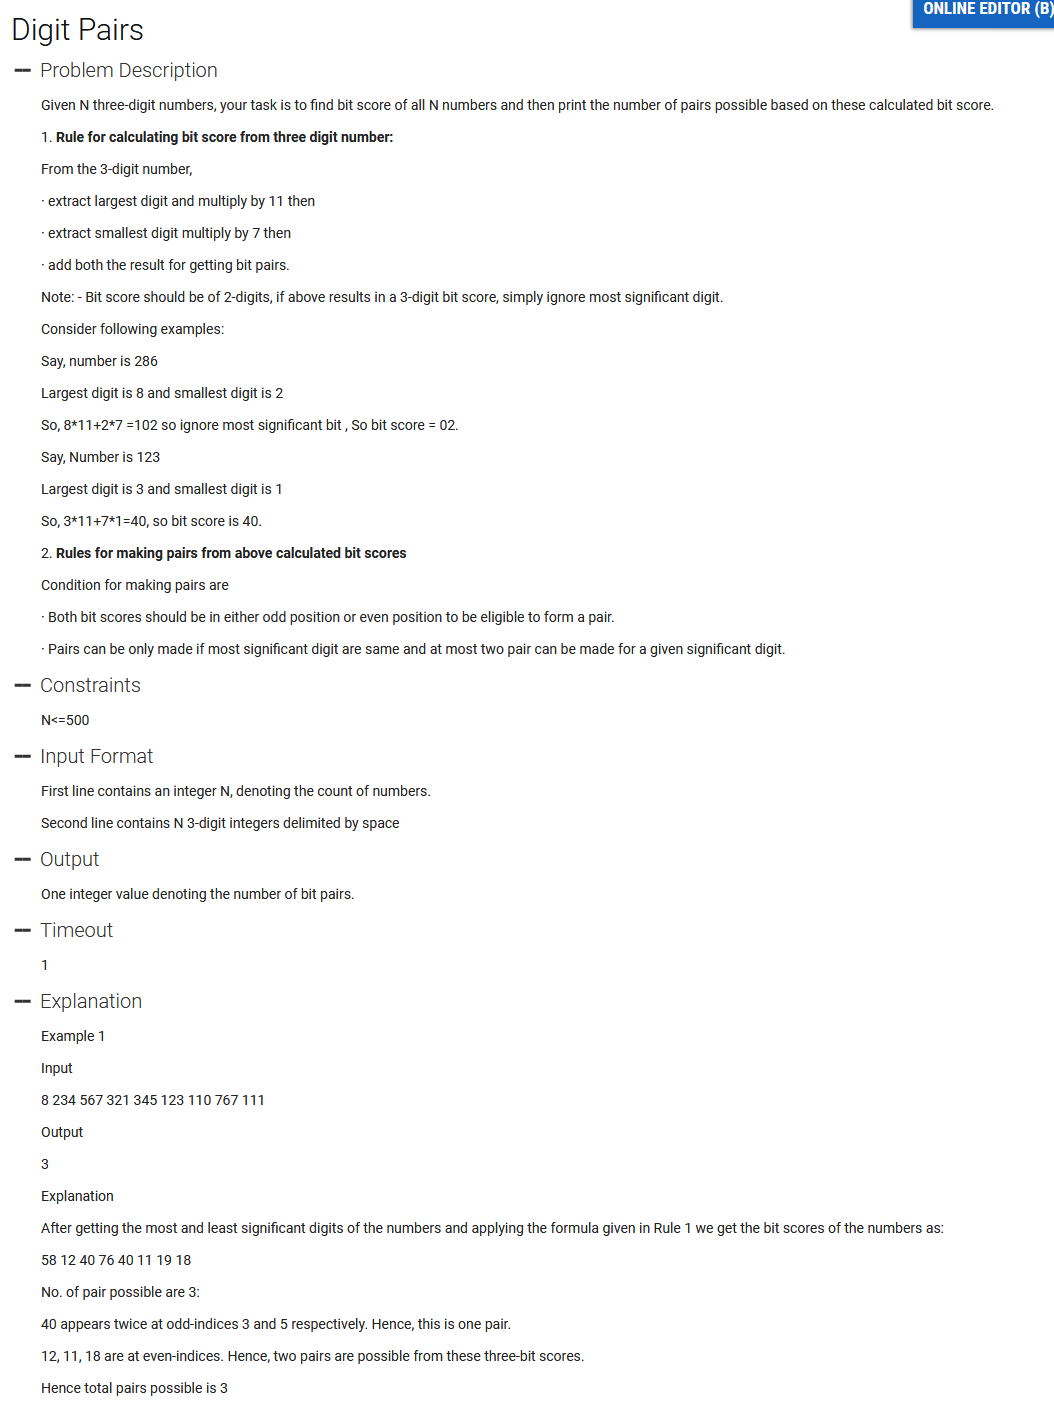 ONLINE EDITOR (B)
Digit Pairs
— Problem Description
Given N three-digit numbers, your task is to find bit score of all N numbers and then print the number of pairs possible based on these calculated bit score.
1. Rule for calculating bit score from three digit number:
From the 3-digit number,
· extract largest digit and multiply by 11 then
· extract smallest digit multiply by 7 then
· add both the result for getting bit pairs.
Note: - Bit score should be of 2-digits, if above results in a 3-digit bit score, simply ignore most significant digit.
Consider following examples:
Say, number is 286
Largest digit is 8 and smallest digit is 2
So, 8*11+2*7 =102 so ignore most significant bit , So bit score = 02.
Say, Number is 123
Largest digit is 3 and smallest digit is 1
So, 3*11+7*1=40, so bit score is 40.
2. Rules for making pairs from above calculated bit scores
Condition for making pairs are
· Both bit scores should be in either odd position or even position to be eligible to form a pair.
· Pairs can be only made if most significant digit are same and at most two pair can be made for a given significant digit.
— Constraints
N<=500
— Input Format
First line contains an integer N, denoting the count of numbers.
Second line contains N 3-digit integers delimited by space
— Output
One integer value denoting the number of bit pairs.
— Timeout
1
— Explanation
Example 1
Input
8 234 567 321 345 123 110 767 111
Output
3
Explanation
After getting the most and least significant digits of the numbers and applying the formula given in Rule 1 we get the bit scores of the numbers as:
58 12 40 76 40 11 19 18
No. of pair possible are 3:
40 appears twice at odd-indices 3 and 5 respectively. Hence, this is one pair.
12, 11, 18 are at even-indices. Hence, two pairs are possible from these three-bit scores.
Hence total pairs possible is 3